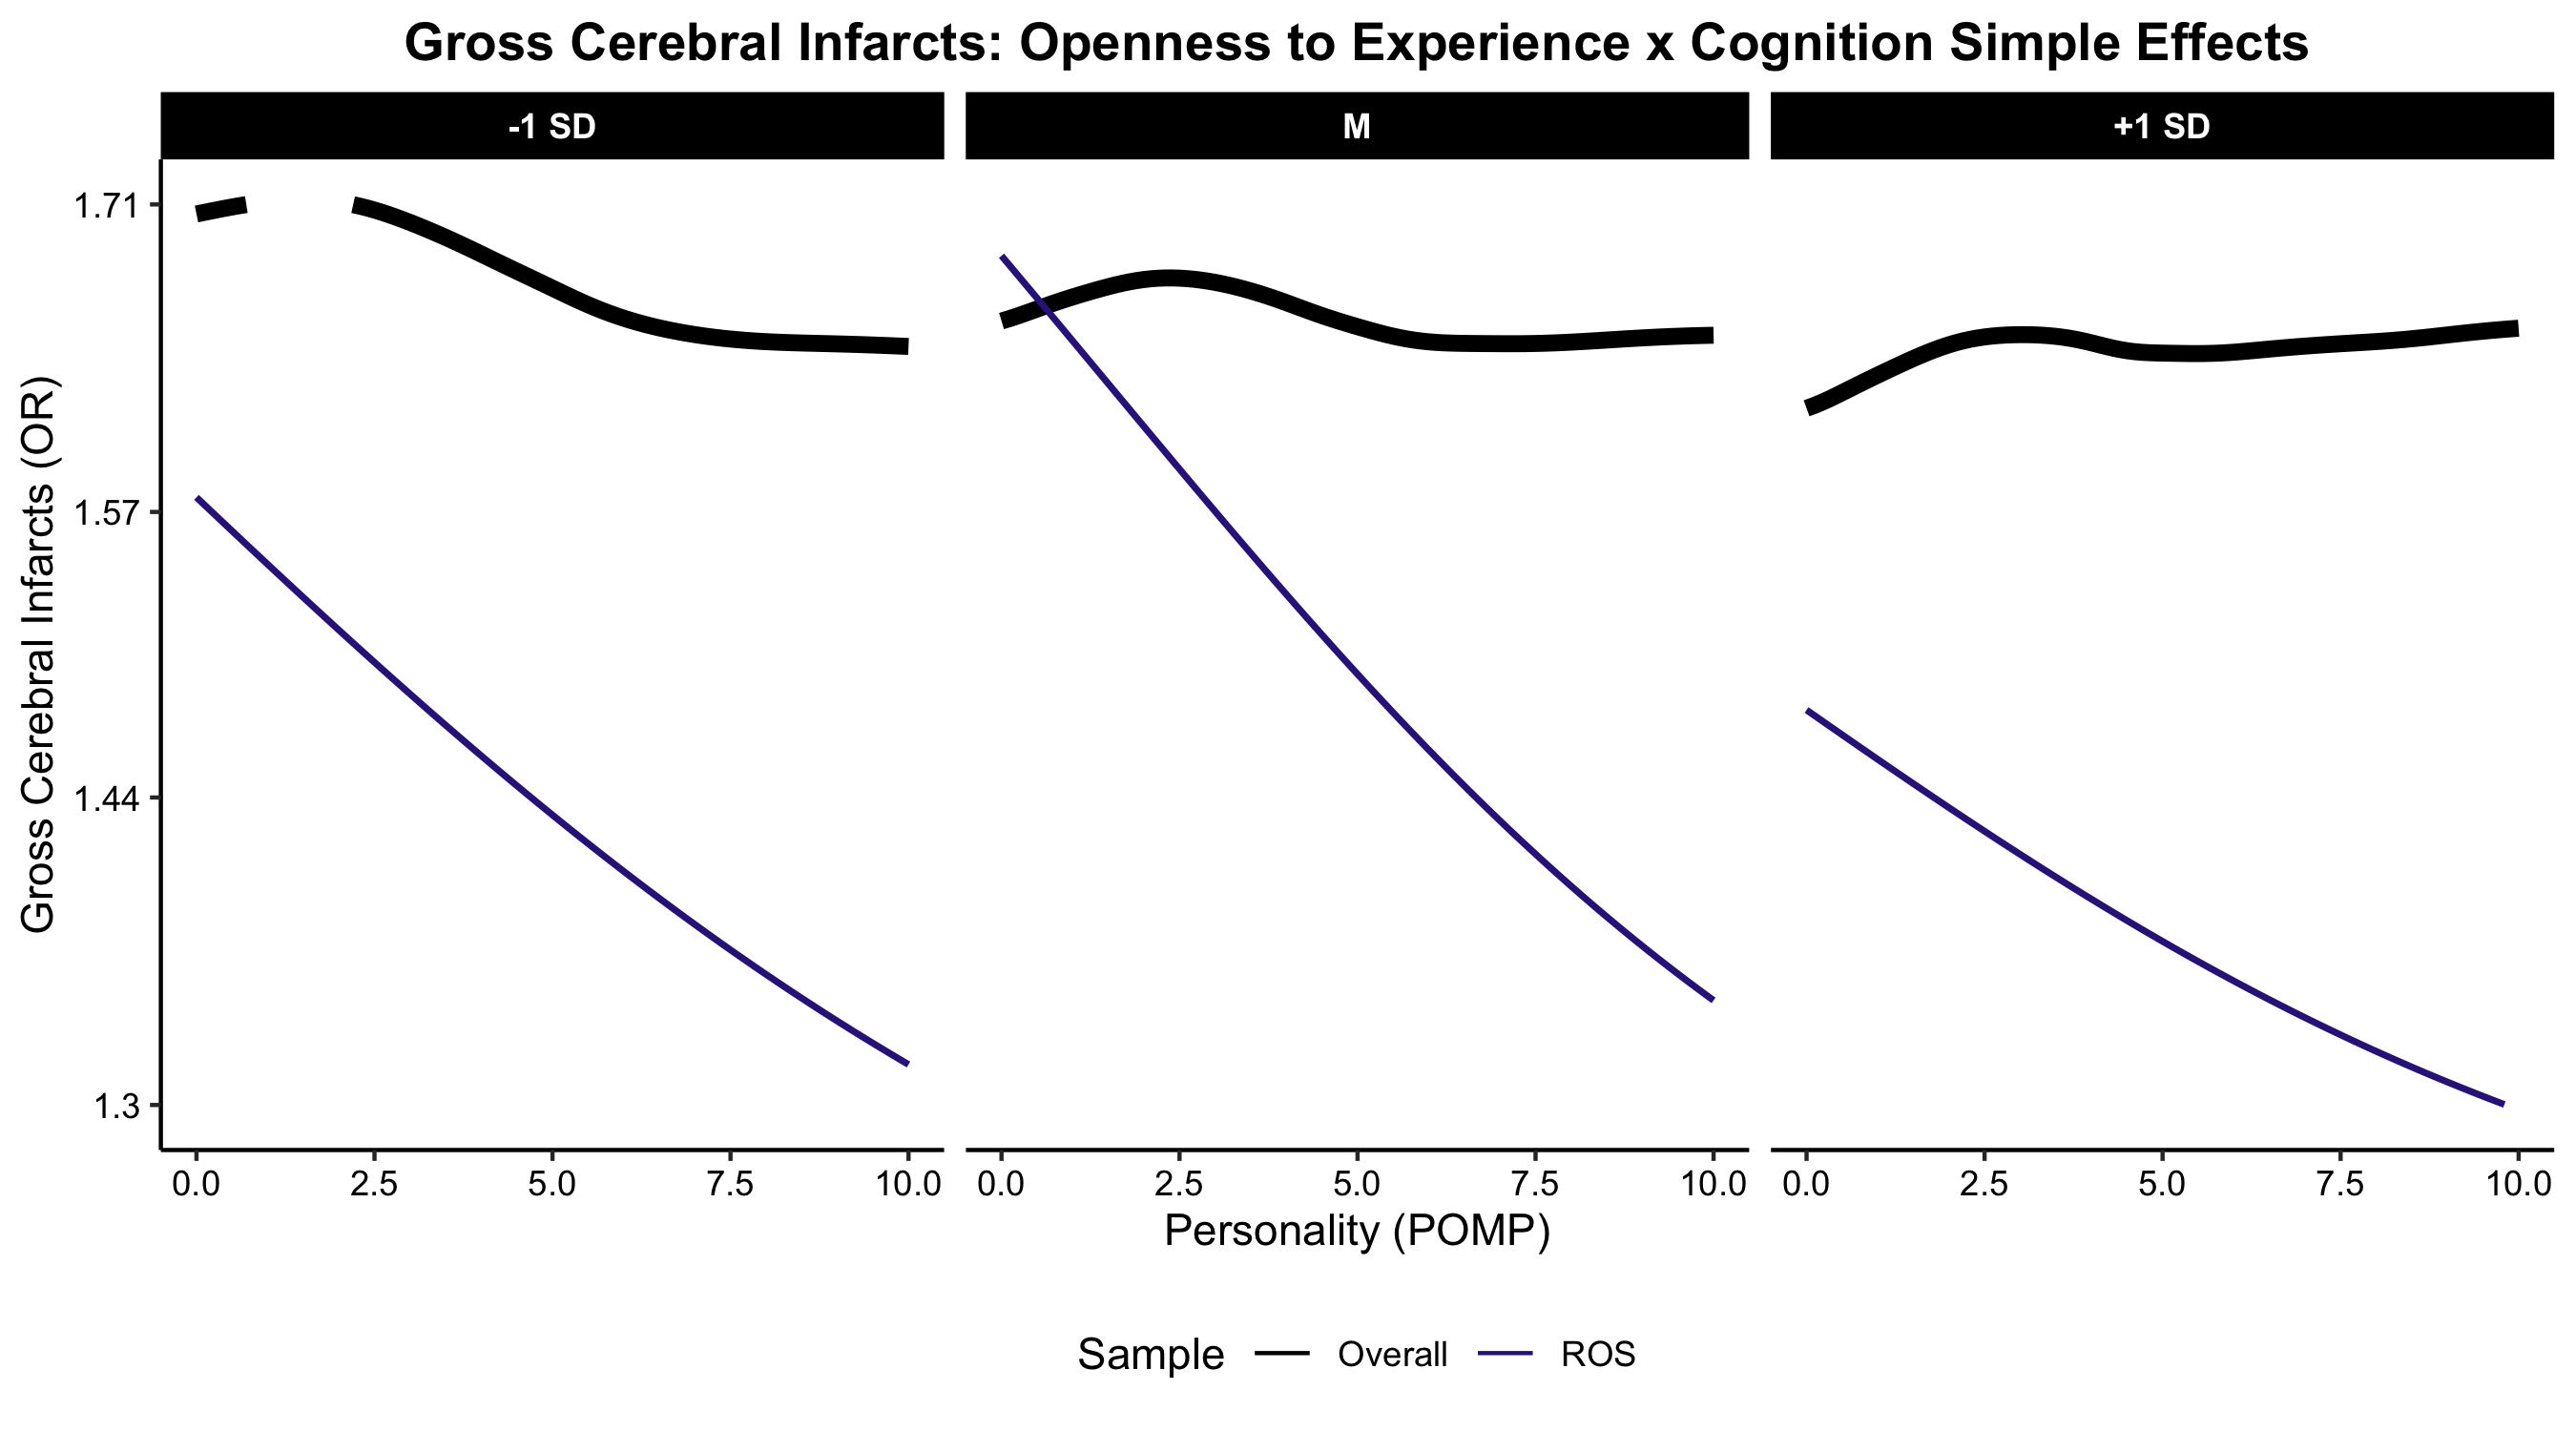 Gross Cerebral Infarcts: Openness to Experience x Cognition Simple Effects
-1 SD
M
+1 SD
Gross Cerebral Infarcts (OR)
1.71
1.57
1.44
1.3
0.0 2.5 5.0 7.5 10.0
0.0 2.5 5.0 7.5 10.0
0.0 2.5 5.0 7.5 10.0
Personality (POMP)
Sample Overall ROS